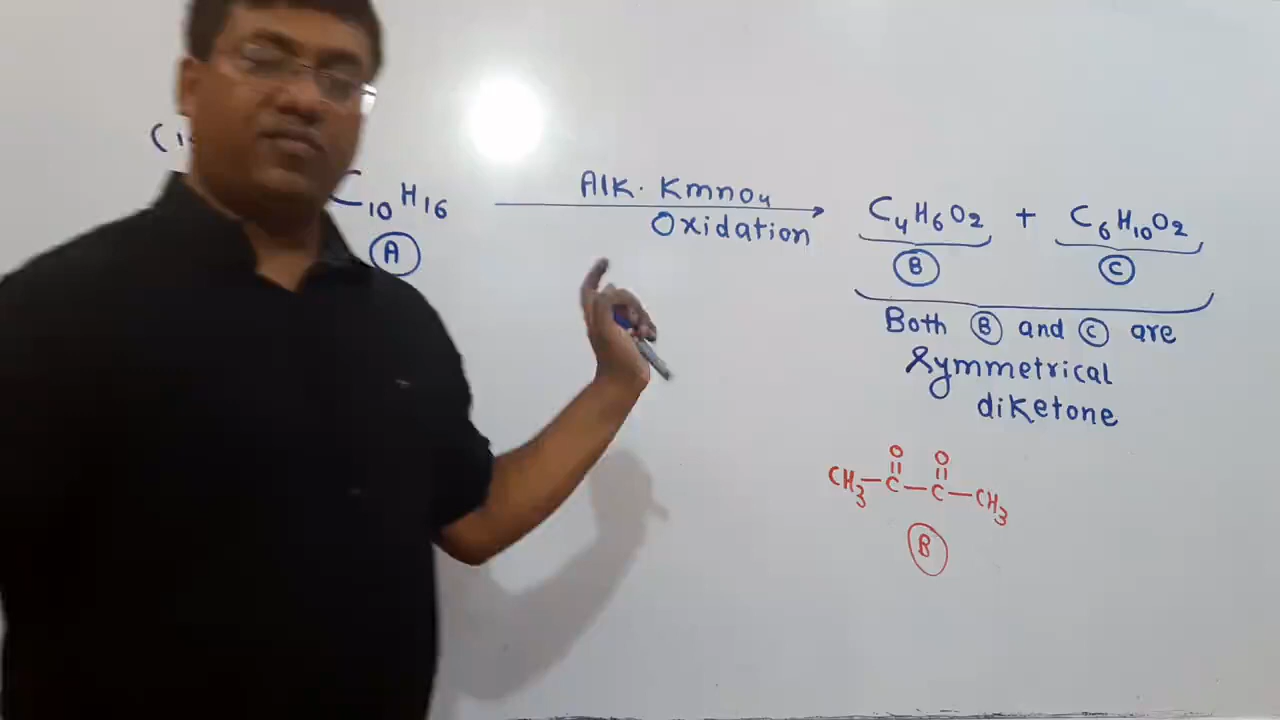 C10H16
Alk. Kmno4
Oxidation
C4H6O2 + C6H10O2
A
B C
Both B and C are
Symmetrical
diketone
O O
CH3-C-C-CH3
B